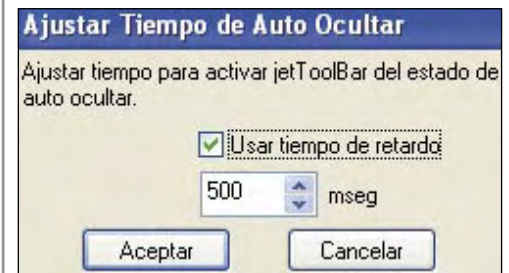 Ajustar Tiempo de Auto Ocultar
Ajustar tiempo para activar jetToolBar del estado de
auto ocultar.
Usar tiempo de retardo
500 mseg
Aceptar Cancelar